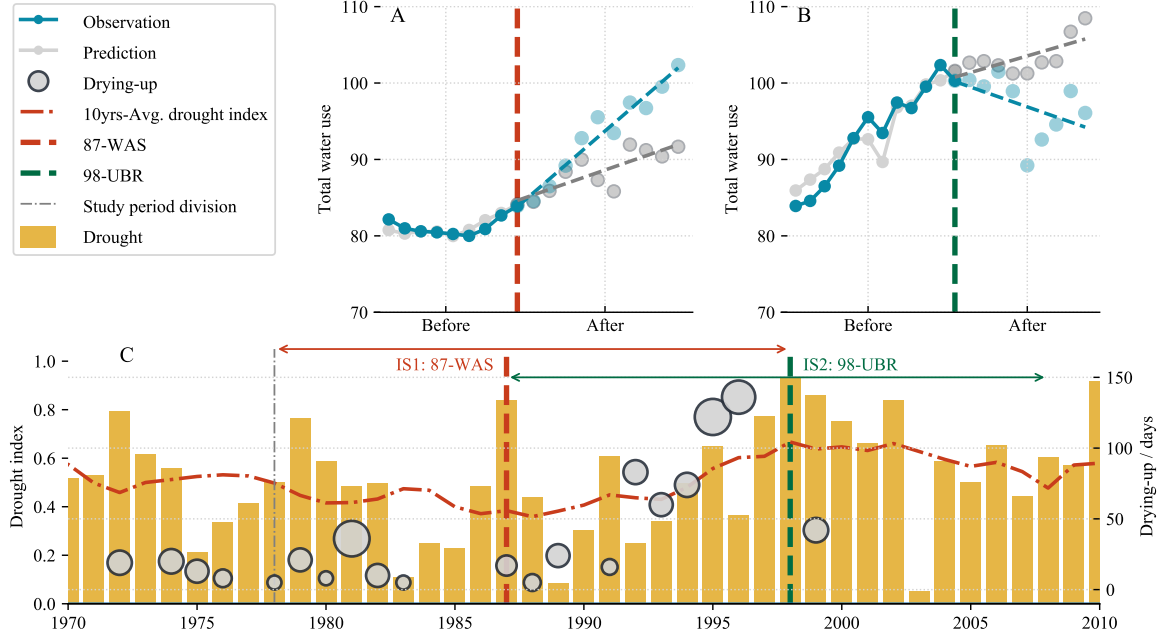 Observation
Prediction
Drying-up
10yrs-Avg. drought index
87-WAS
98-UBR
Study period division
Drought
A
110
100
90
80
70
Total water use
Before
After
B
110
100
90
80
70
Total water use
Before
After
C
IS1: 87-WAS
IS2: 98-UBR
1.0
0.8
0.6
0.4
0.2
0.0
Drought index
150
100
50
0
Drying-up / days
1970
1975
1980
1985
1990
1995
2000
2005
2010